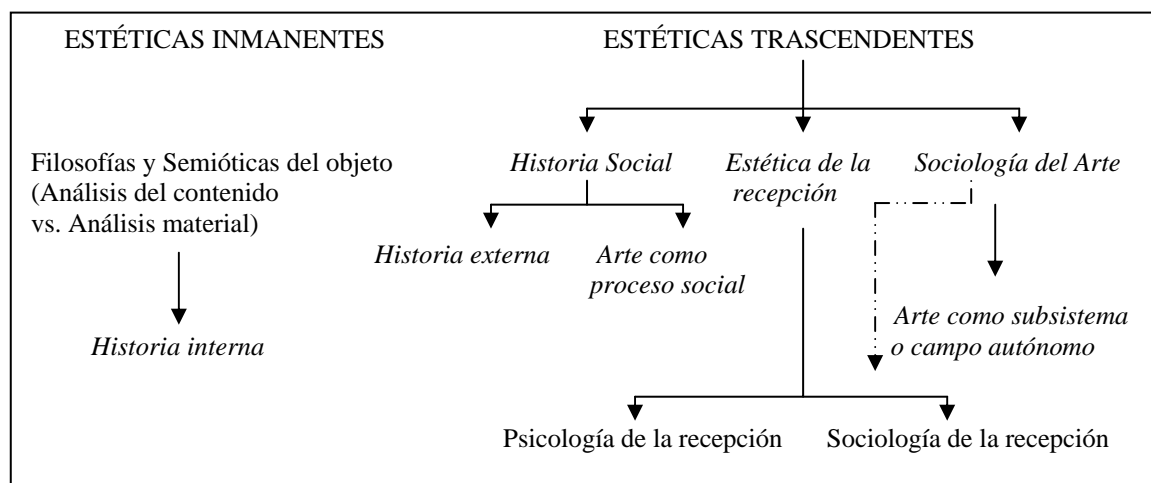 ESTÉTICAS INMANENTES
ESTÉTICAS TRASCENDENTES
Filosofías y Semióticas del objeto
(Análisis del contenido
vs. Análisis material)
Historia interna
Historia Social
Estética de la
recepción
Sociología del Arte
Historia externa
Arte como
proceso social
Arte como subsistema
o campo autónomo
Psicología de la recepción
Sociología de la recepción